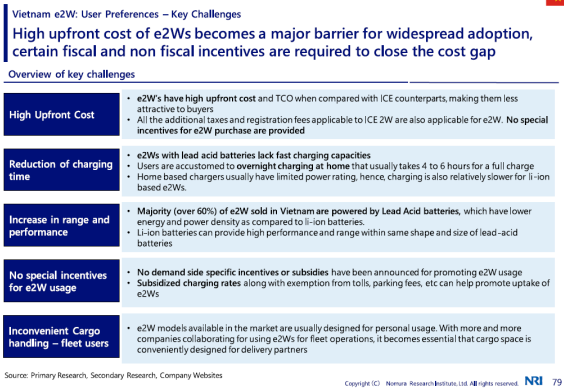 Vietnam e2W: User Preferences – Key Challenges
High upfront cost of e2Ws becomes a major barrier for widespread adoption,
certain fiscal and non fiscal incentives are required to close the cost gap
Overview of key challenges
High Upfront Cost
• e2W's have high upfront cost and TCO when compared with ICE counterparts, making them less
attractive to buyers
• All the additional taxes and registration fees applicable to ICE 2W are also applicable for e2W. No special
incentives for e2W purchase are provided
Reduction of charging
time
• e2Ws with lead acid batteries lack fast charging capacities
• Users are accustomed to overnight charging at home that usually takes 4 to 6 hours for a full charge
• Home based chargers usually have limited power rating, hence, charging is also relatively slower for li-ion
based e2Ws.
Increase in range and
performance
• Majority (over 60%) of e2W sold in Vietnam are powered by Lead Acid batteries, which have lower
energy and power density as compared to li-ion batteries.
• Li-ion batteries can provide high performance and range within same shape and size of lead-acid
batteries
No special incentives
for e2W usage
• No demand side specific incentives or subsidies have been announced for promoting e2W usage
• Subsidized charging rates along with exemption from tolls, parking fees, etc can help promote uptake of
e2Ws
Inconvenient Cargo
handling – fleet users
• e2W models available in the market are usually designed for personal usage. With more and more
companies collaborating for using e2Ws for fleet operations, it becomes essential that cargo space is
conveniently designed for delivery partners
Source: Primary Research, Secondary Research, Company Websites
Copyright (C) Nomura Research Institute, Ltd. All rights reserved. NRI 79